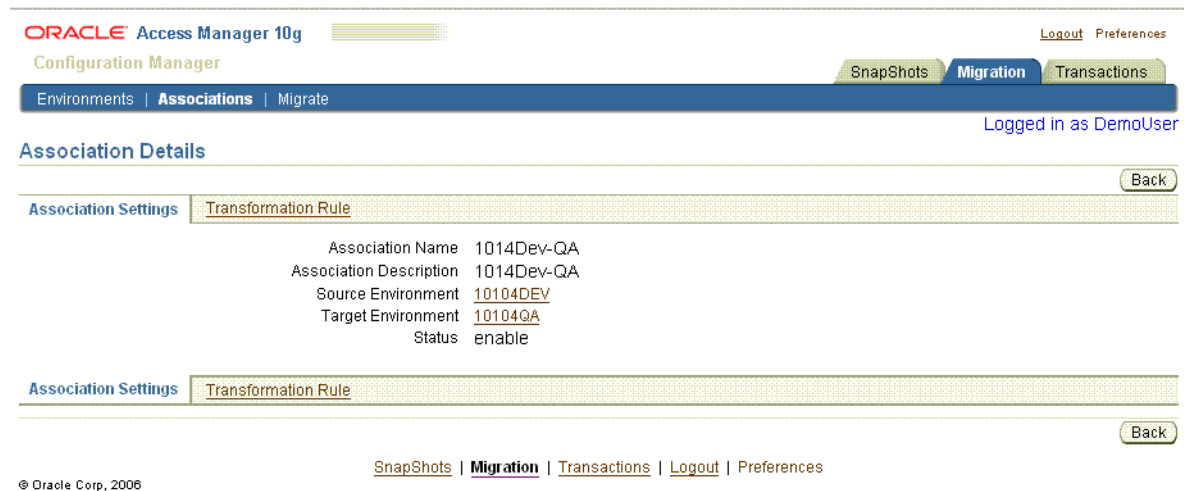 ORACLE Access Manager 10g
Logout Preferences
Configuration Manager
SnapShots Migration Transactions
Environments | Associations | Migrate
Logged in as DemoUser
Association Details
Back
Association Settings Transformation Rule
Association Name 1014Dev-QA
Association Description 1014Dev-QA
Source Environment 10104DEV
Target Environment 10104QA
Status enable
Association Settings Transformation Rule
Back
SnapShots | Migration | Transactions | Logout | Preferences
© Oracle Corp, 2006